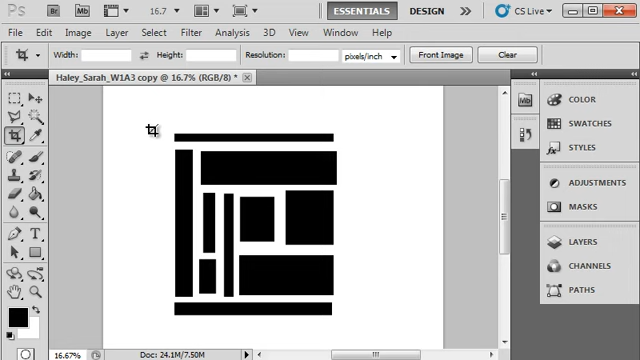 Ps Br Mb 16.7 ESSENTIALS DESIGN CS Live
File Edit Image Layer Select Filter Analysis 3D View Window Help
Width: Height: Resolution: pixels/inch Front Image Clear
Haley_Sarah_W1A3 copy @ 16.7% (RGB/8) *
COLOR
SWATCHES
STYLES
ADJUSTMENTS
MASKS
LAYERS
CHANNELS
PATHS
Mb
T
16.67% Doc: 24.1M/7.50M